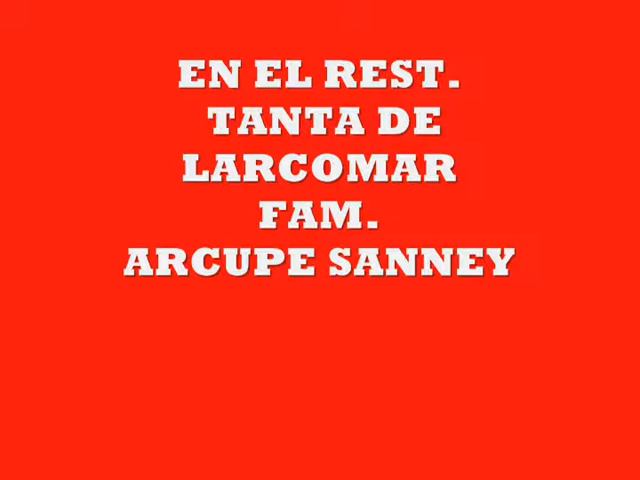 EN EL REST.
TANTA DE
LARCOMAR
FAM.
ARCUPE SANNEY